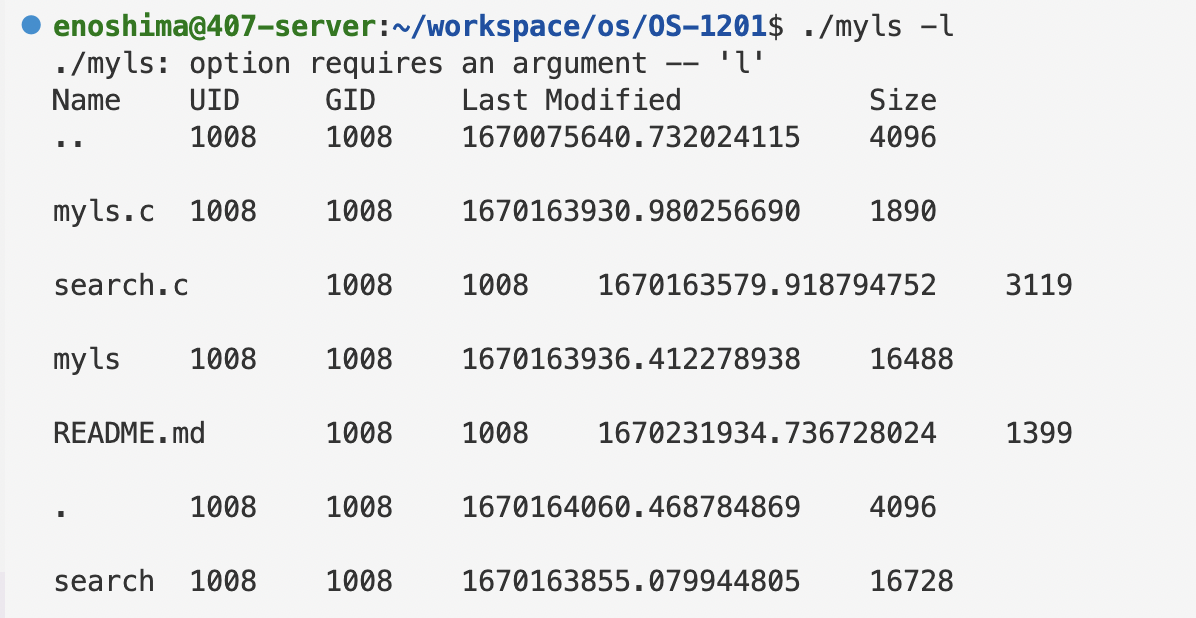 enoshima@407-server:~/workspace/os/OS-1201$ ./myls -l
./myls: option requires an argument -- 'l'
Name    UID     GID     Last Modified           Size
..      1008    1008    1670075640.732024115    4096
myls.c  1008    1008    1670163930.980256690    1890
search.c        1008    1008    1670163579.918794752    3119
myls    1008    1008    1670163936.412278938    16488
README.md       1008    1008    1670231934.736728024    1399
.       1008    1008    1670164060.468784869    4096
search  1008    1008    1670163855.079944805    16728